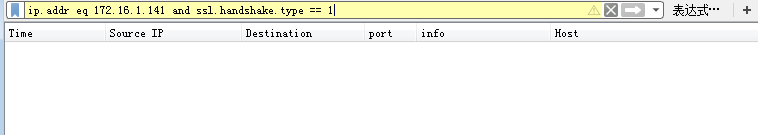 ip.addr eq 172.16.1.141 and ssl.handshake.type == 1 表达式… +
Time Source IP Destination port info Host